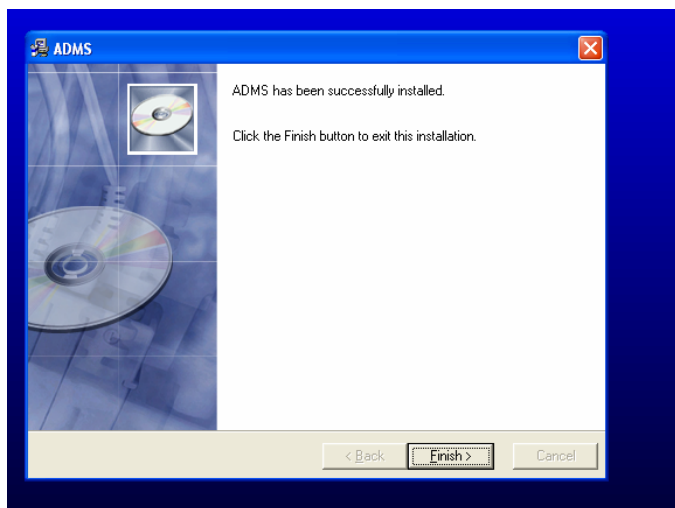 ADMS
ADMS has been successfully installed.
Click the Finish button to exit this installation.
< Back
Finish >
Cancel